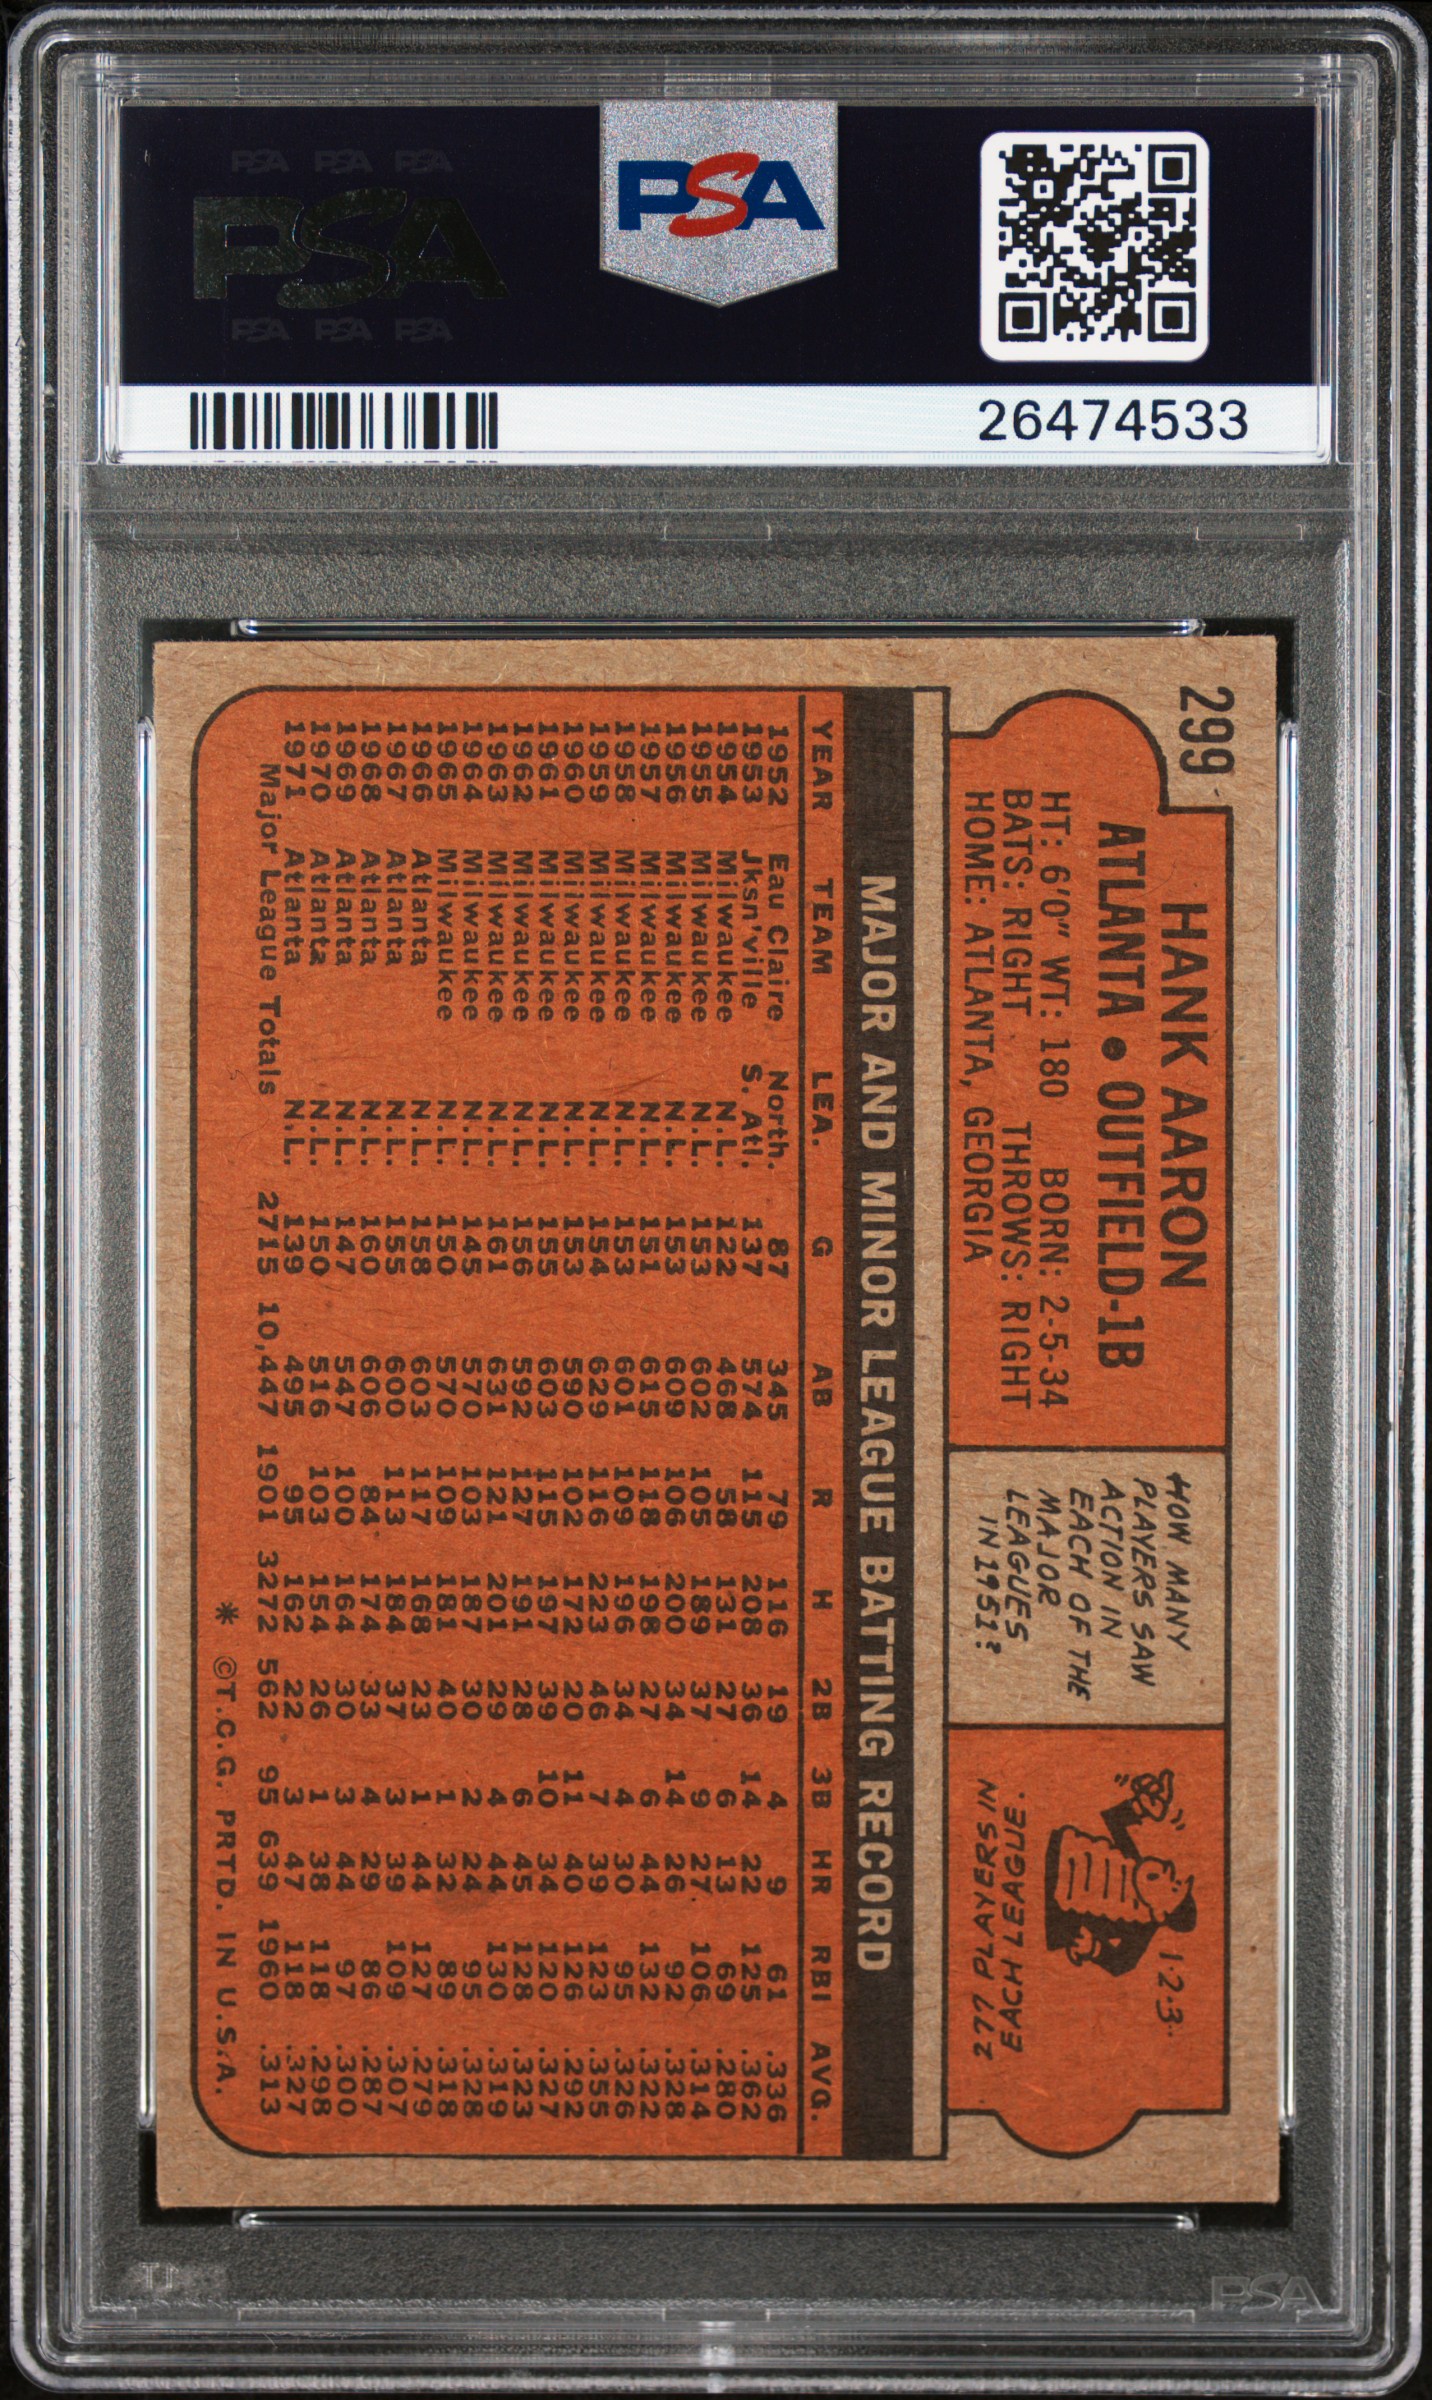 PSA PSA PSA
PSA
PSA PSA PSA
PSA
26474533
299
HANK AARON
ATLANTA • OUTFIELD-1B
HT: 6'0" WT: 180 BORN: 2-5-34
BATS: RIGHT THROWS: RIGHT
HOME: ATLANTA, GEORGIA
HOW MANY
PLAYERS SAW
ACTION IN
EACH OF THE
MAJOR
LEAGUES
IN 1951?
1-2-3..
277 PLAYERS IN
EACH LEAGUE.
MAJOR AND MINOR LEAGUE BATTING RECORD
YEAR TEAM LEA. G AB R H 2B 3B HR RBI AVG.
1952 Eau Claire North. 87 345 79 116 19 4 9 61 .336
1953 Jksn'ville S. Atl. 137 574 115 208 36 14 22 125 .362
1954 Milwaukee N.L. 122 468 58 131 27 6 13 69 .280
1955 Milwaukee N.L. 153 602 105 189 37 9 27 106 .314
1956 Milwaukee N.L. 153 609 106 200 34 14 26 92 .328
1957 Milwaukee N.L. 151 615 118 198 27 6 44 132 .322
1958 Milwaukee N.L. 153 601 109 196 34 4 30 95 .326
1959 Milwaukee N.L. 154 629 116 223 46 7 39 123 .355
1960 Milwaukee N.L. 153 590 102 172 20 11 40 126 .292
1961 Milwaukee N.L. 155 603 115 197 39 10 34 120 .327
1962 Milwaukee N.L. 156 592 127 191 28 6 45 128 .323
1963 Milwaukee N.L. 161 631 121 201 29 4 44 130 .319
1964 Milwaukee N.L. 145 570 103 187 30 2 24 95 .328
1965 Milwaukee N.L. 150 570 109 181 40 1 32 89 .318
1966 Atlanta N.L. 158 603 117 168 23 1 44 127 .279
1967 Atlanta N.L. 155 600 113 184 37 3 39 109 .307
1968 Atlanta N.L. 160 606 84 174 33 4 29 86 .287
1969 Atlanta N.L. 147 547 100 164 30 3 44 97 .300
1970 Atlanta N.L. 150 516 103 154 26 1 38 118 .298
1971 Atlanta N.L. 139 495 95 162 22 3 47 118 .327
Major League Totals 2715 10,447 1901 3272 562 95 639 1960 .313
* ©T.C.G. PRTD. IN U.S.A.
PSA